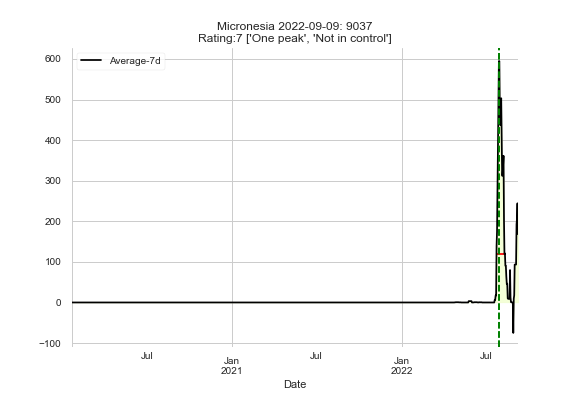 Micronesia 2022-09-09: 9037
Rating:7 ['One peak', 'Not in control']
Average-7d
600
500
400
300
200
100
0
−100
Jul
Jan
2021
Jul
Jan
2022
Jul
Date